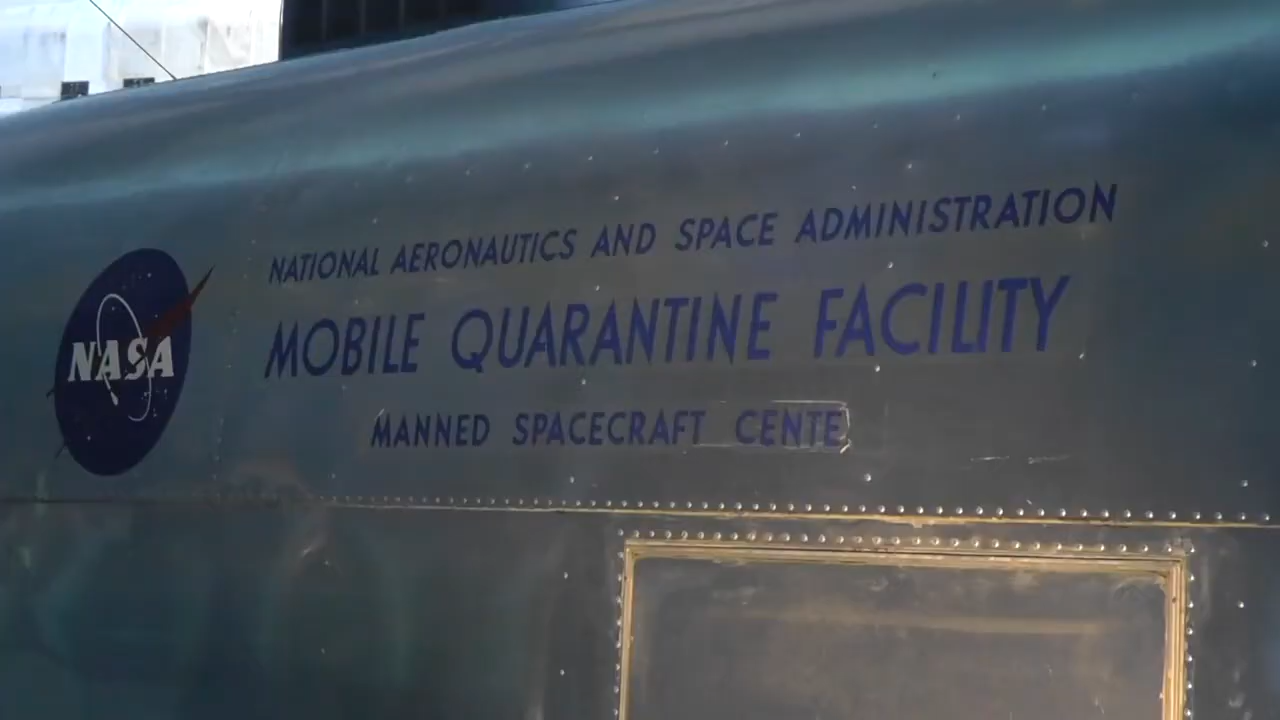 NATIONAL AERONAUTICS AND SPACE ADMINISTRATION
NASA
MOBILE QUARANTINE FACILITY
MANNED SPACECRAFT CENTE